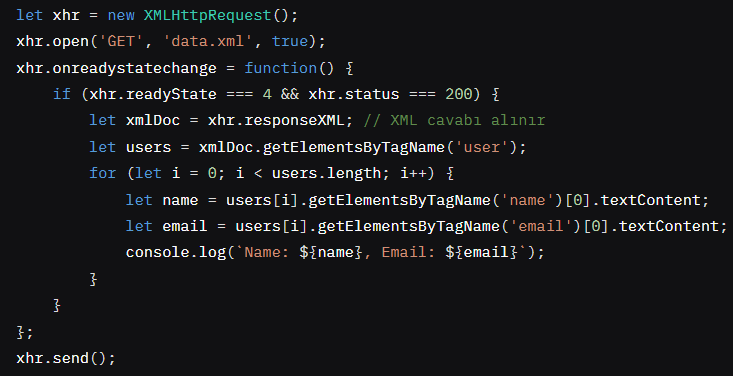 let xhr = new XMLHttpRequest();
xhr.open('GET', 'data.xml', true);
xhr.onreadystatechange = function() {
    if (xhr.readyState === 4 && xhr.status === 200) {
        let xmlDoc = xhr.responseXML; // XML cavabı alınır
        let users = xmlDoc.getElementsByTagName('user');
        for (let i = 0; i < users.length; i++) {
            let name = users[i].getElementsByTagName('name')[0].textContent;
            let email = users[i].getElementsByTagName('email')[0].textContent;
            console.log(`Name: ${name}, Email: ${email}`);
        }
    }
};
xhr.send();